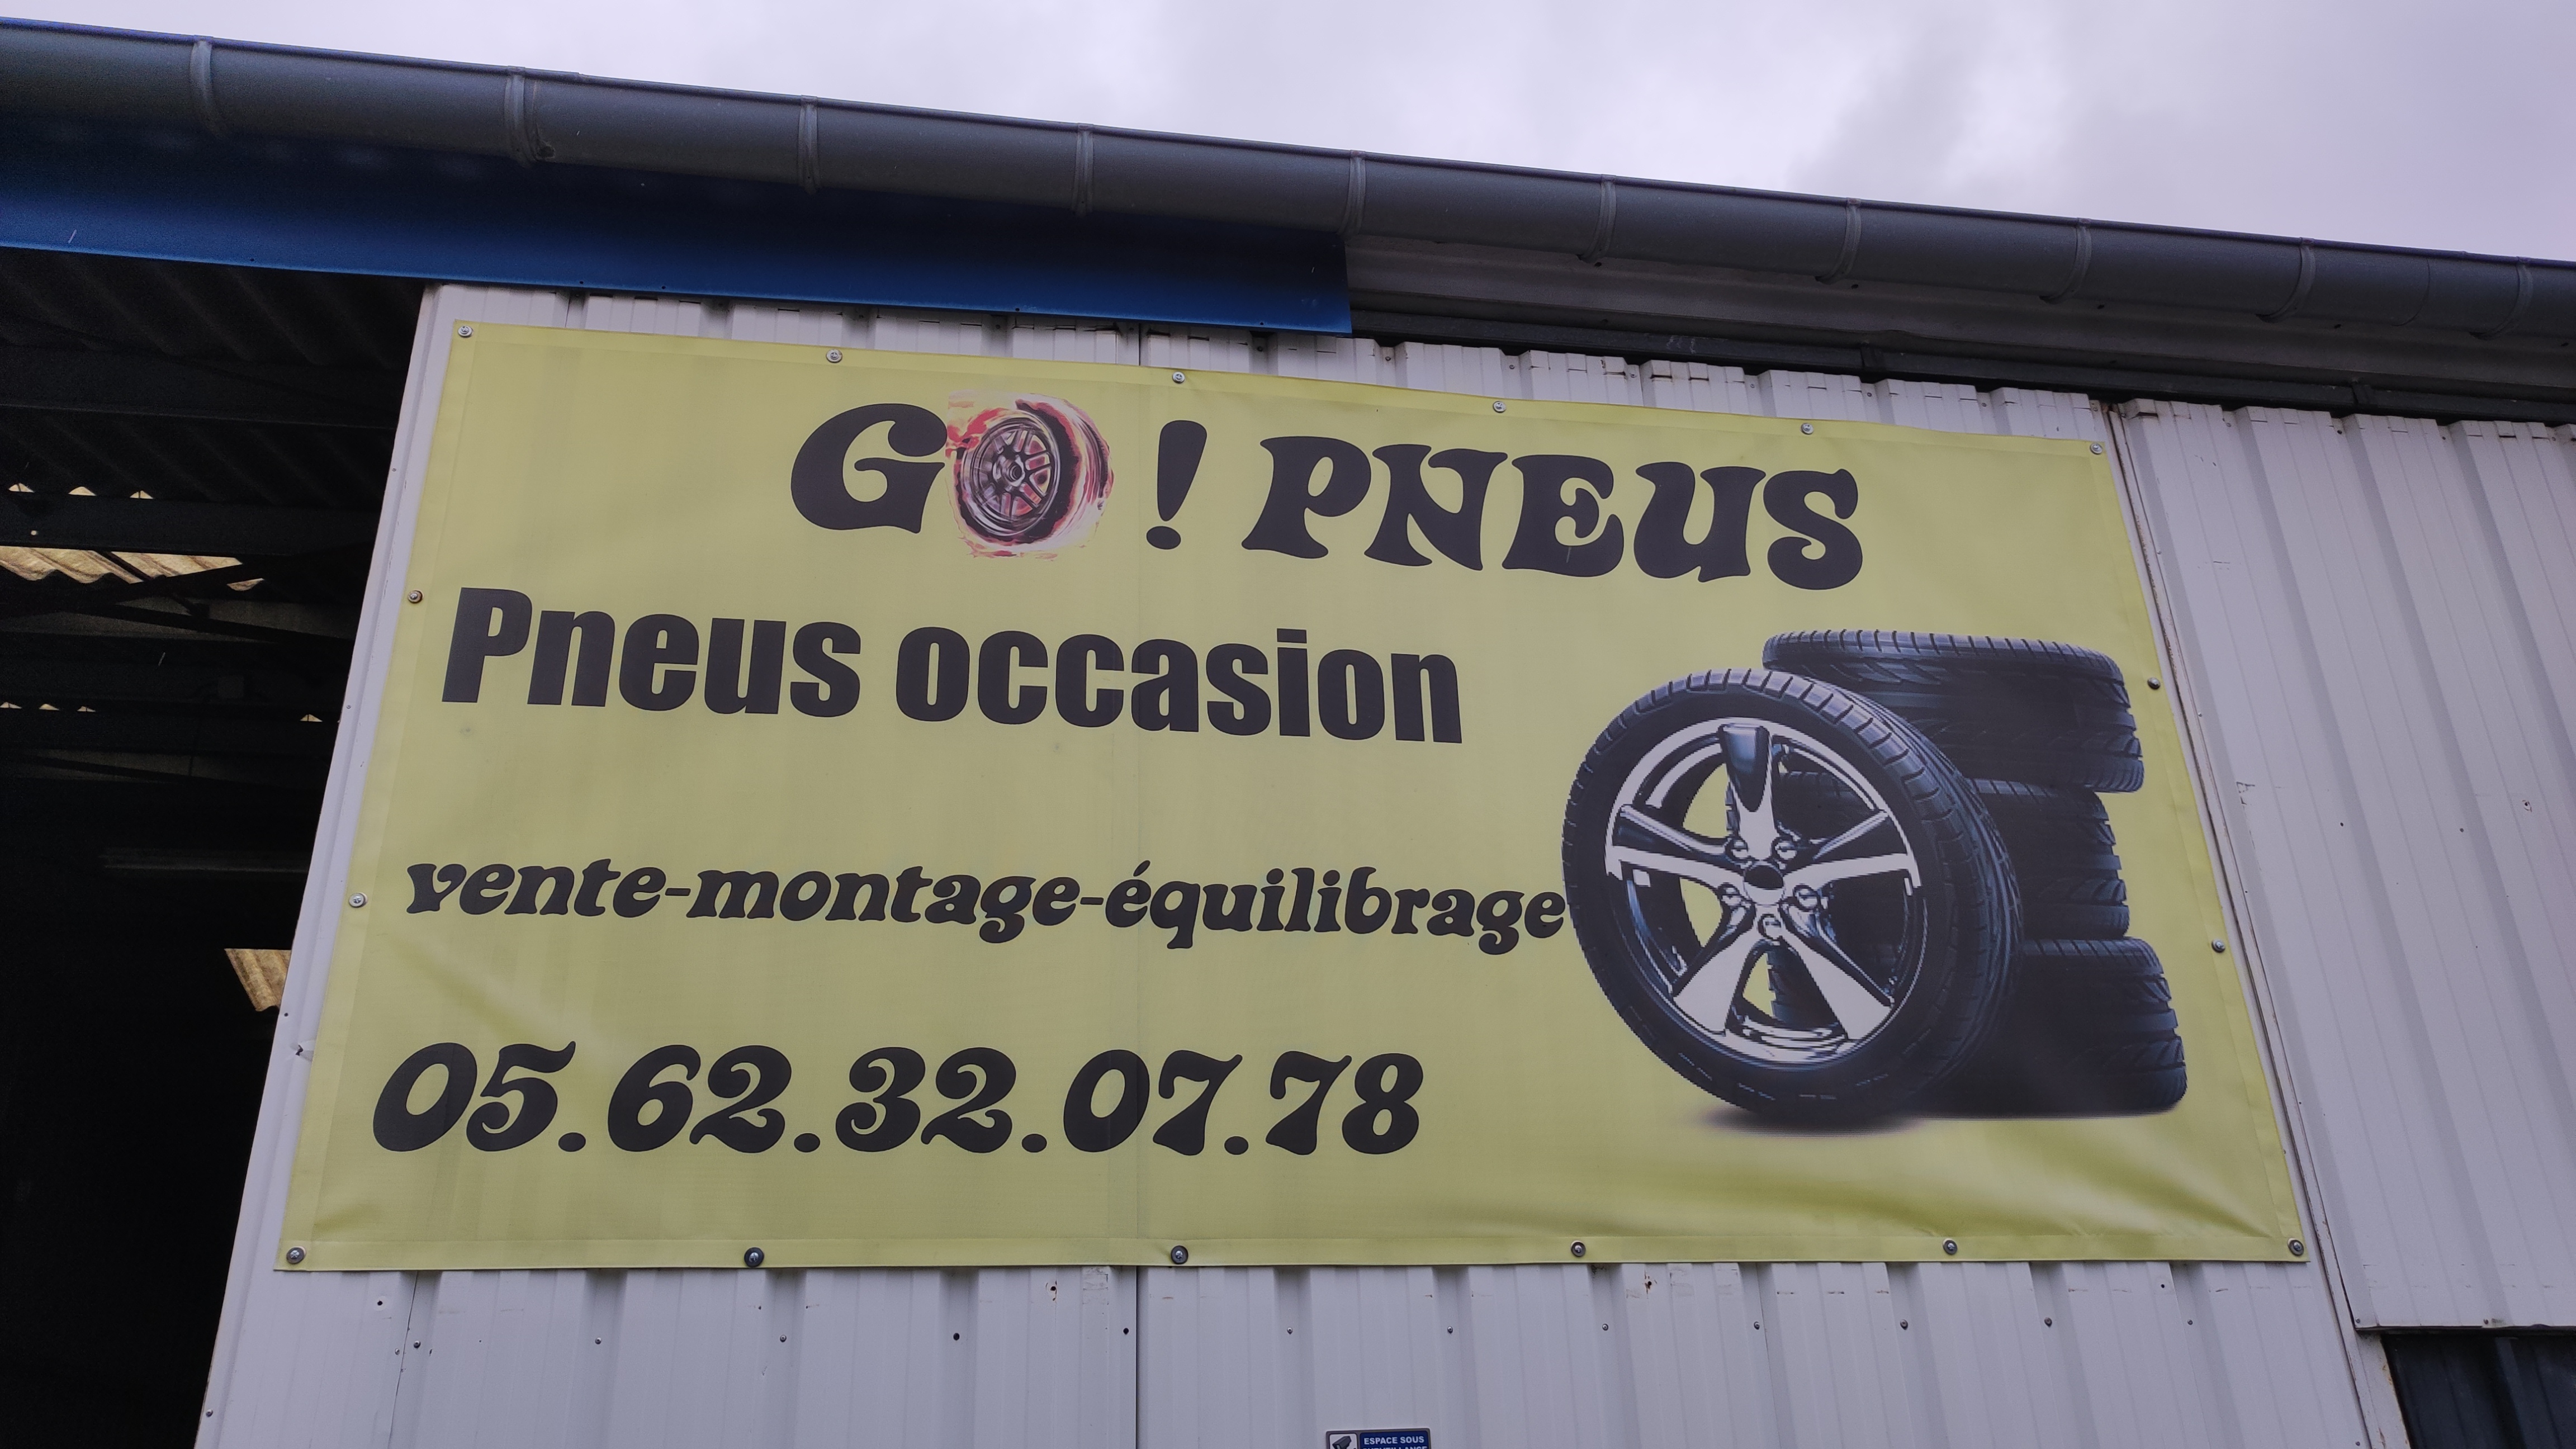 GO! PNEUS
Pneus occasion
vente-montage-équilibrage
05.62.32.07.78
ESPACE SOUS